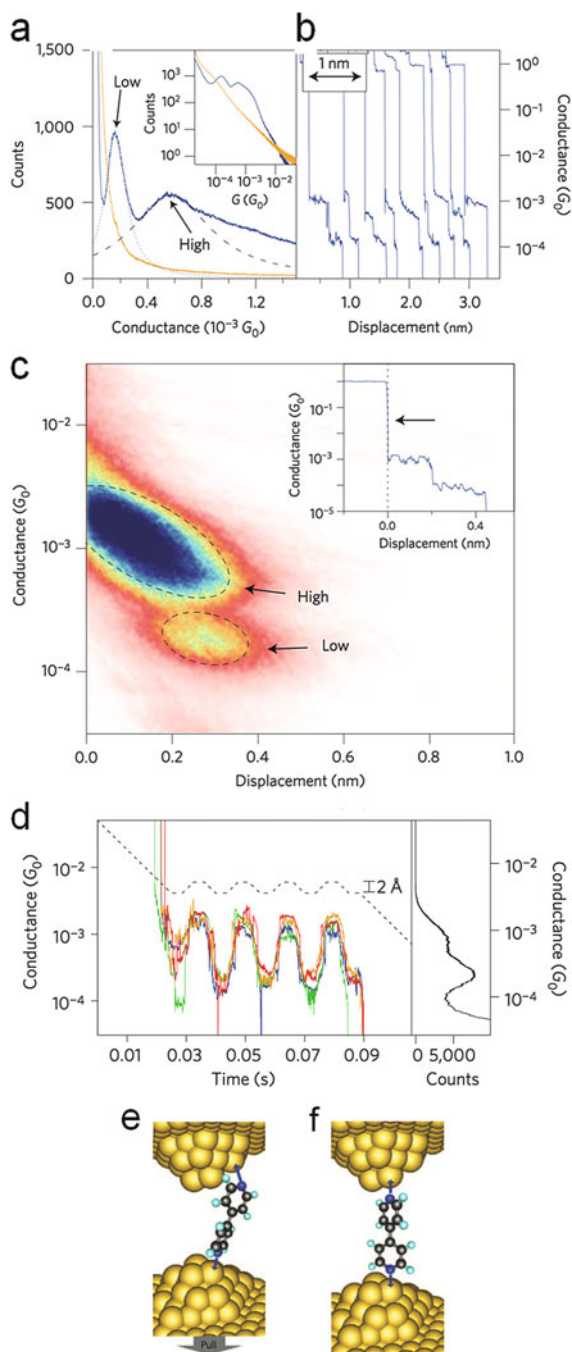 a
1,500
1,000
500
0
Counts
Low
High
0.0 0.4 0.8 1.2
Conductance (10⁻³ G₀)
10³
10²
10¹
10⁰
Counts
10⁻⁴ 10⁻²
G (G₀)
b
1 nm
10⁰
10⁻¹
10⁻²
10⁻³
10⁻⁴
Conductance (G₀)
1.0 2.0 3.0
Displacement (nm)
c
10⁻²
10⁻³
10⁻⁴
Conductance (G₀)
High
Low
0.0 0.2 0.4 0.6 0.8 1.0
Displacement (nm)
10⁻¹
10⁻³
10⁻⁵
Conductance (G₀)
0.0 0.4
Displacement (nm)
d
10⁻²
10⁻³
10⁻⁴
Conductance (G₀)
2 Å
0.01 0.03 0.05 0.07 0.09
Time (s)
10⁻²
10⁻³
10⁻⁴
Conductance (G₀)
0 5,000
Counts
e
Pull
f